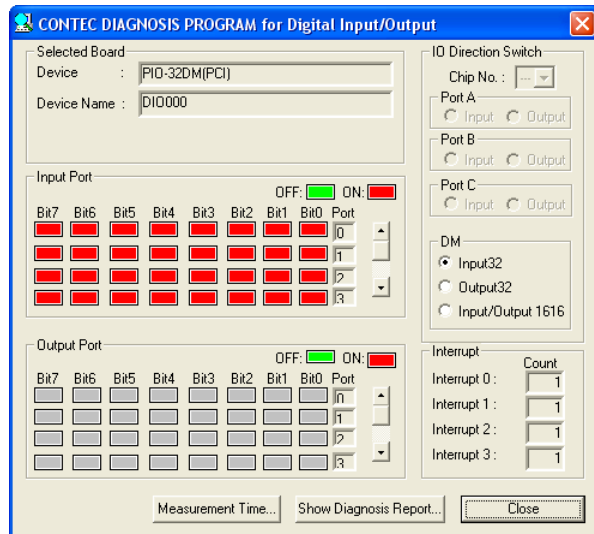 CONTEC DIAGNOSIS PROGRAM for Digital Input/Output
Selected Board
Device : PIO-32DM(PCI)
Device Name : DIO000
Input Port
OFF: ON:
Bit7 Bit6 Bit5 Bit4 Bit3 Bit2 Bit1 Bit0 Port
0
1
2
3
Output Port
OFF: ON:
Bit7 Bit6 Bit5 Bit4 Bit3 Bit2 Bit1 Bit0 Port
0
1
2
3
IO Direction Switch
Chip No. : ---
Port A
Input Output
Port B
Input Output
Port C
Input Output
DM
Input32
Output32
Input/Output 1616
Interrupt
Count
Interrupt 0 : 1
Interrupt 1 : 1
Interrupt 2 : 1
Interrupt 3 : 1
Measurement Time... Show Diagnosis Report... Close